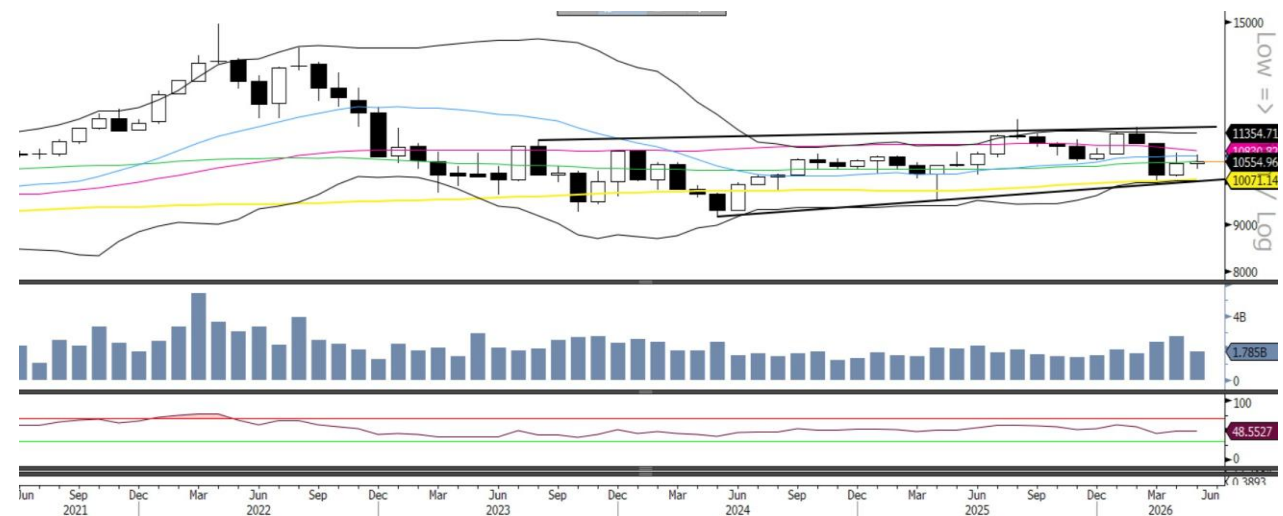 15000
Low =>
11354.71
10554.96
10071.14
/ Log
9000
8000
4B
1.785B
0
100
48.5527
0
0.3893
Jun Sep Dec Mar Jun Sep Dec Mar Jun Sep Dec Mar Jun Sep Dec Mar Jun Sep Dec Mar Jun
2021 2022 2023 2024 2025 2026